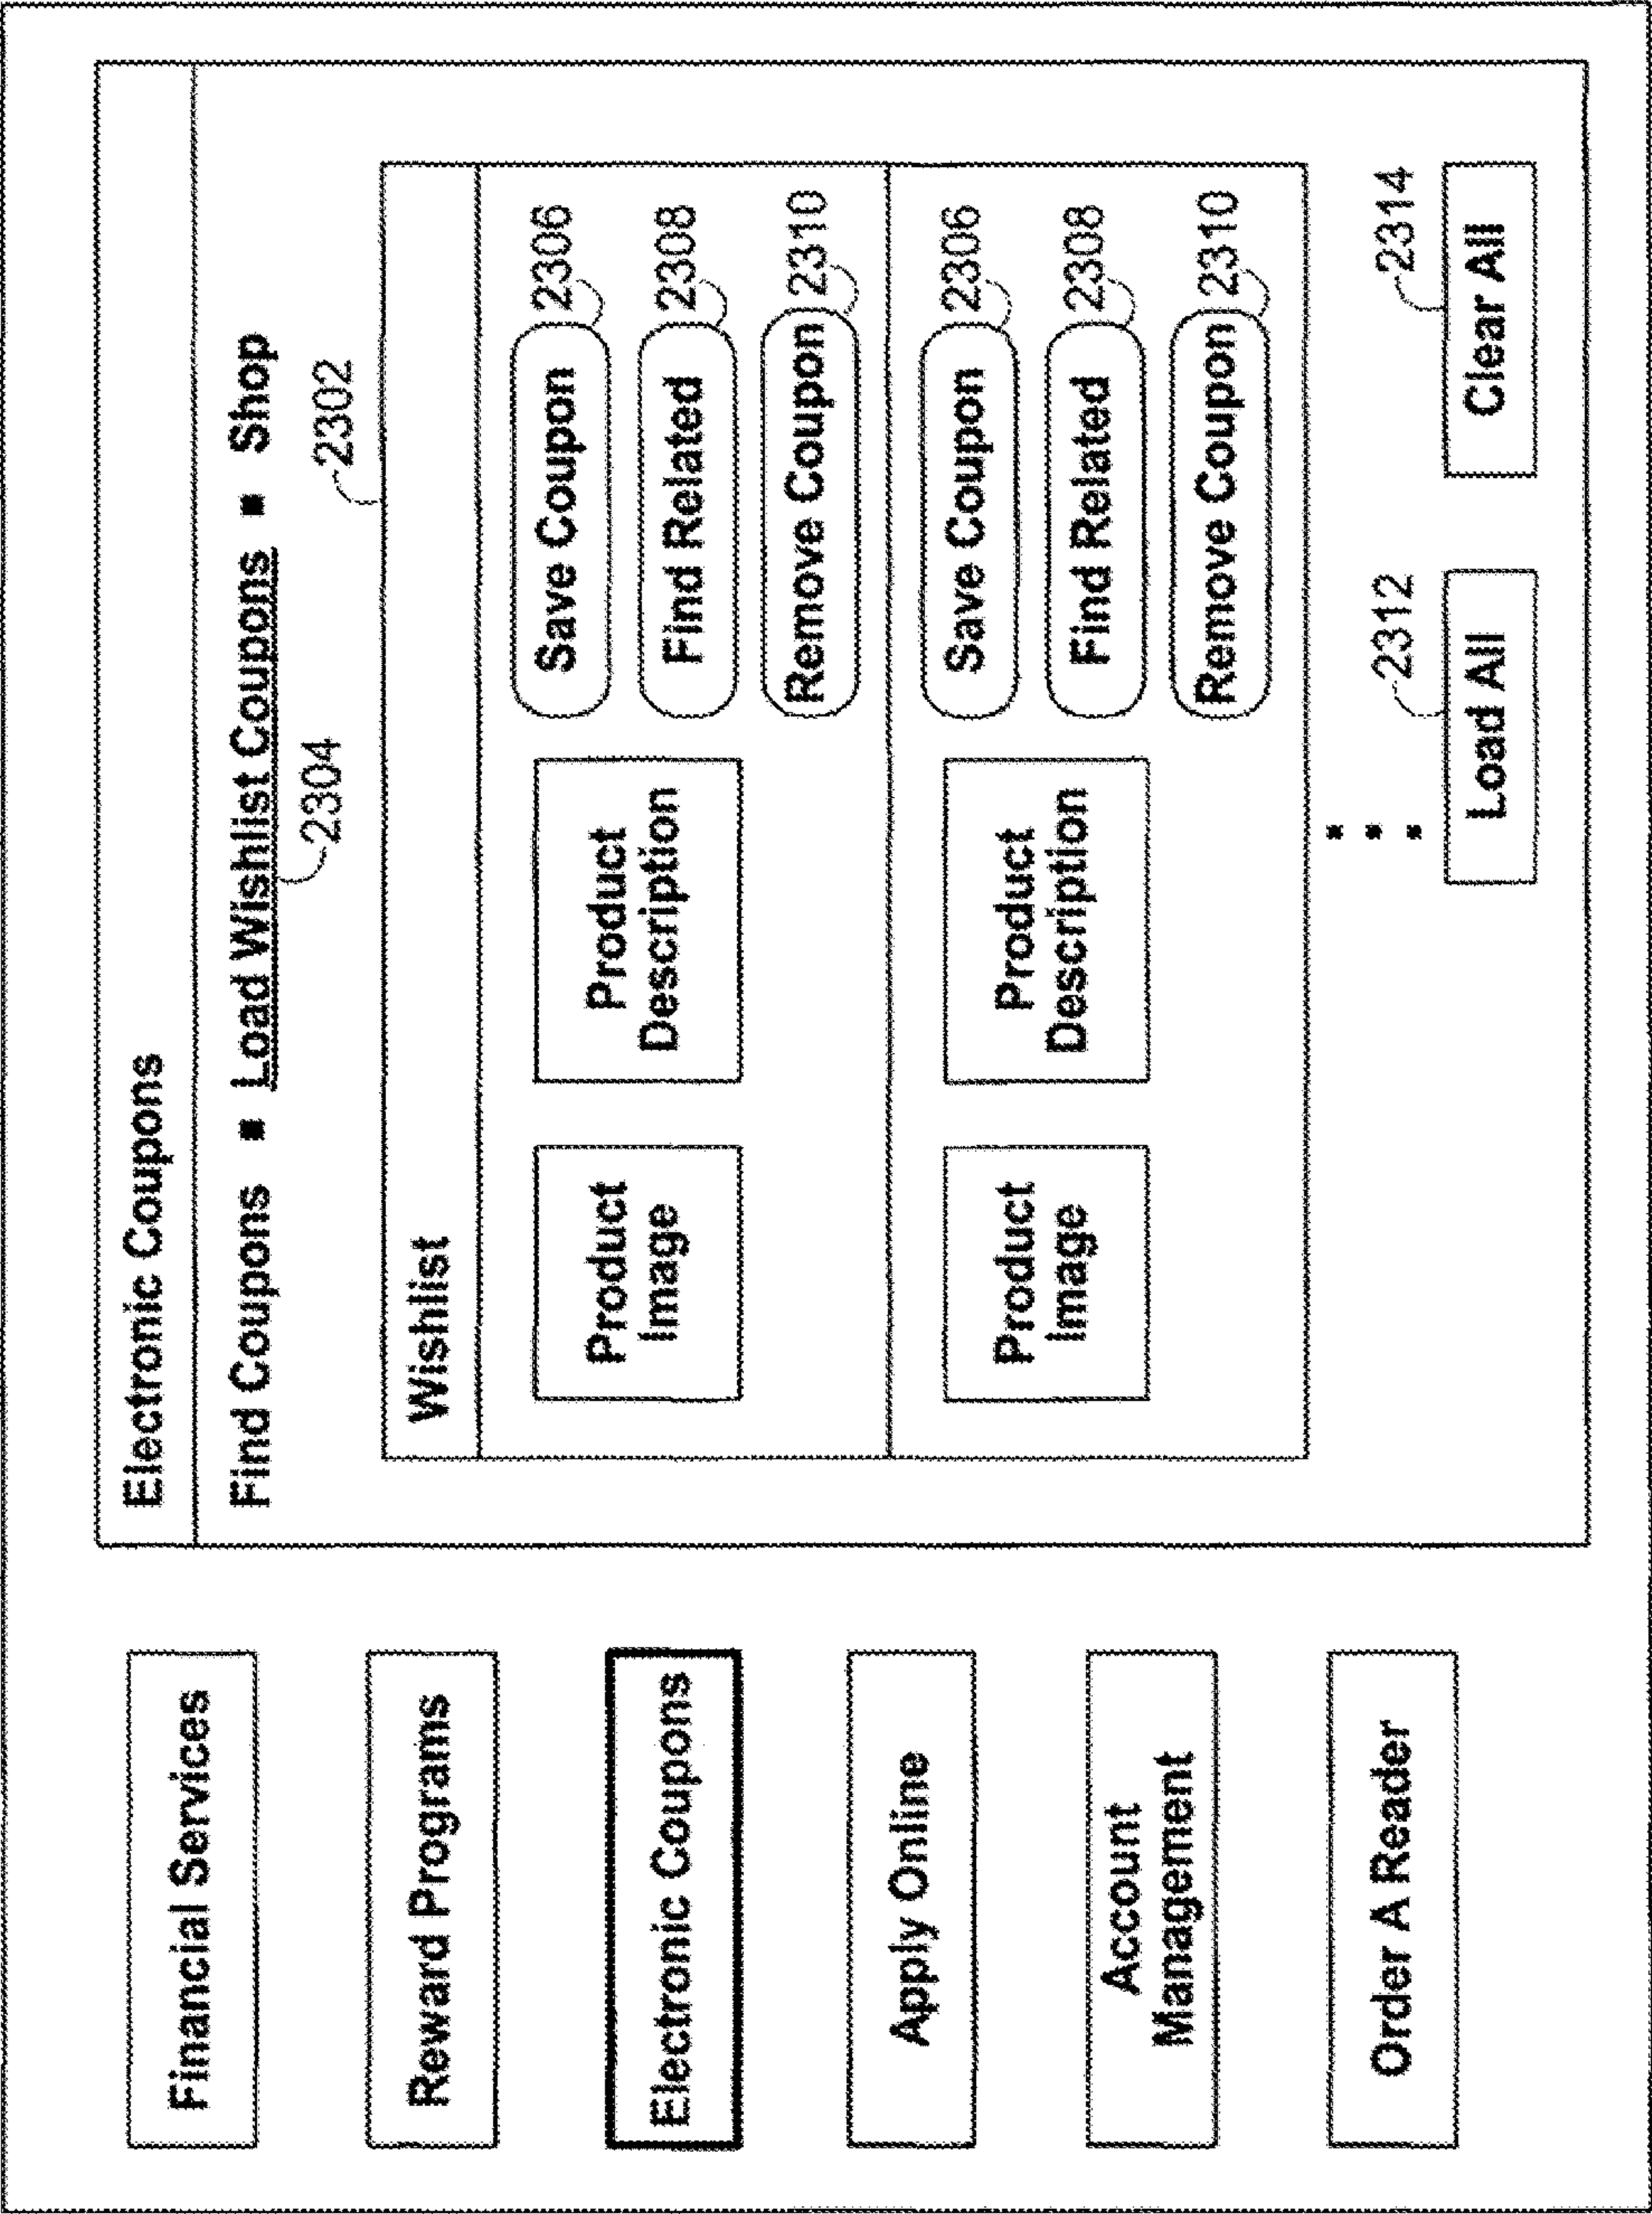 Financial Services
Reward Programs
Electronic Coupons
Apply Online
Account
Management
Order A Reader
Electronic Coupons
Find Coupons ■ Load Wishlist Coupons ■ Shop
2304
2302
Wishlist
Product
Image
Product
Description
Save Coupon 2306
Find Related 2308
Remove Coupon 2310
Product
Image
Product
Description
Save Coupon 2306
Find Related 2308
Remove Coupon 2310
2312
Load All
2314
Clear All